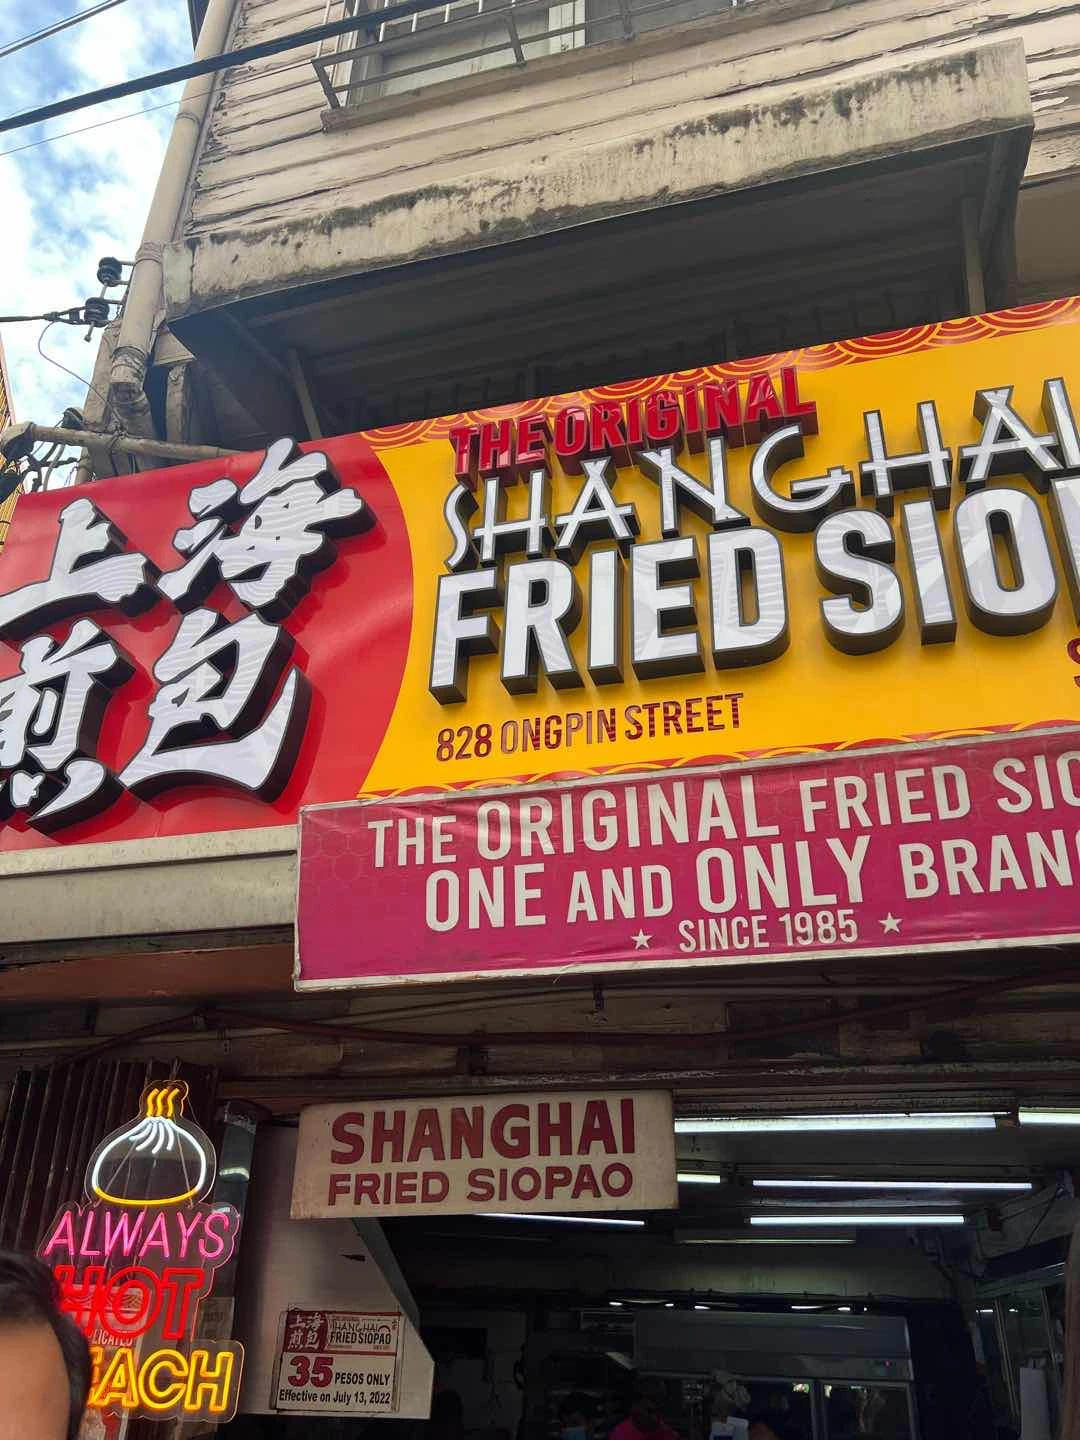 上海
煎包
THE ORIGINAL
SHANGHAI
FRIED SIO
828 ONGPIN STREET
THE ORIGINAL FRIED SIO
ONE AND ONLY BRAN
★ SINCE 1985 ★
SHANGHAI
FRIED SIOPAO
ALWAYS
HOT
EACH
上海
煎包
SHANGHAI
FRIED SIOPAO
35 PESOS ONLY
Effective on July 13, 2022